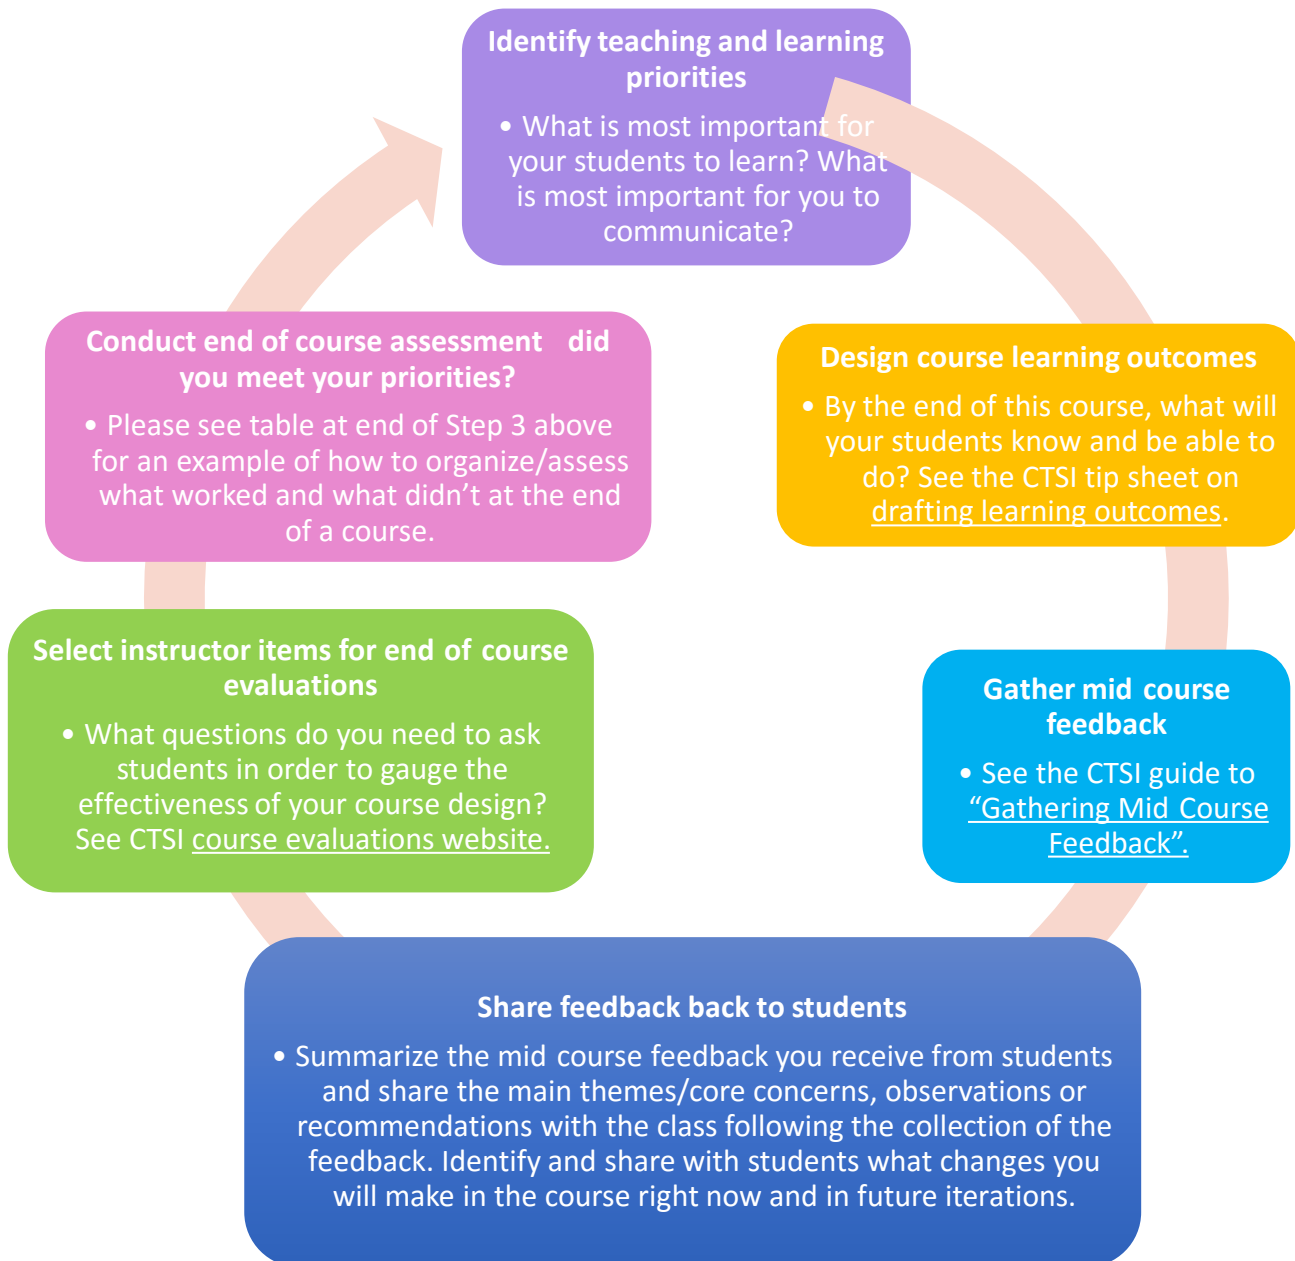 Identify teaching and learning
priorities
• What is most important for
your students to learn? What
is most important for you to
communicate?
Design course learning outcomes
• By the end of this course, what will
your students know and be able to
do? See the CTSI tip sheet on
drafting learning outcomes.
Gather mid course
feedback
• See the CTSI guide to
“Gathering Mid Course
Feedback”.
Share feedback back to students
• Summarize the mid course feedback you receive from students
and share the main themes/core concerns, observations or
recommendations with the class following the collection of the
feedback. Identify and share with students what changes you
will make in the course right now and in future iterations.
Select instructor items for end of course
evaluations
• What questions do you need to ask
students in order to gauge the
effectiveness of your course design?
See CTSI course evaluations website.
Conduct end of course assessment did
you meet your priorities?
• Please see table at end of Step 3 above
for an example of how to organize/assess
what worked and what didn’t at the end
of a course.